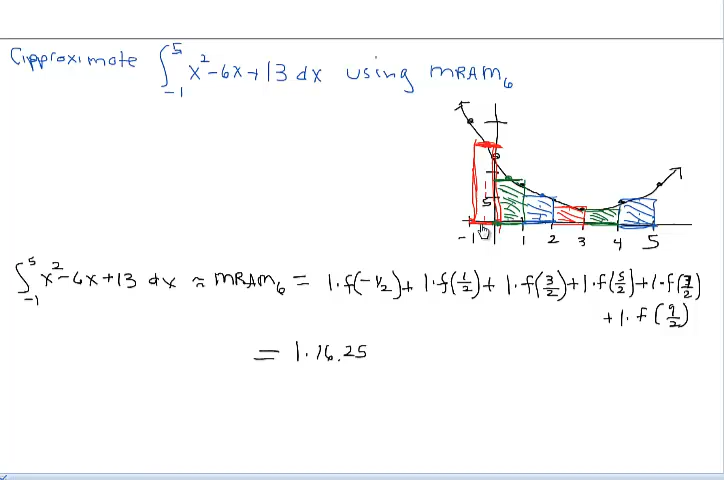 Approximate ∫₋₁⁵ x² - 6x + 13 dx using MRAM₆
5
-1 1 2 3 4 5
∫₋₁⁵ x² - 6x + 13 dx ≈ MRAM₆ = 1·f(-1/2) + 1·f(1/2) + 1·f(3/2) + 1·f(5/2) + 1·f(7/2)
+ 1·f(9/2)
= 1·16.25